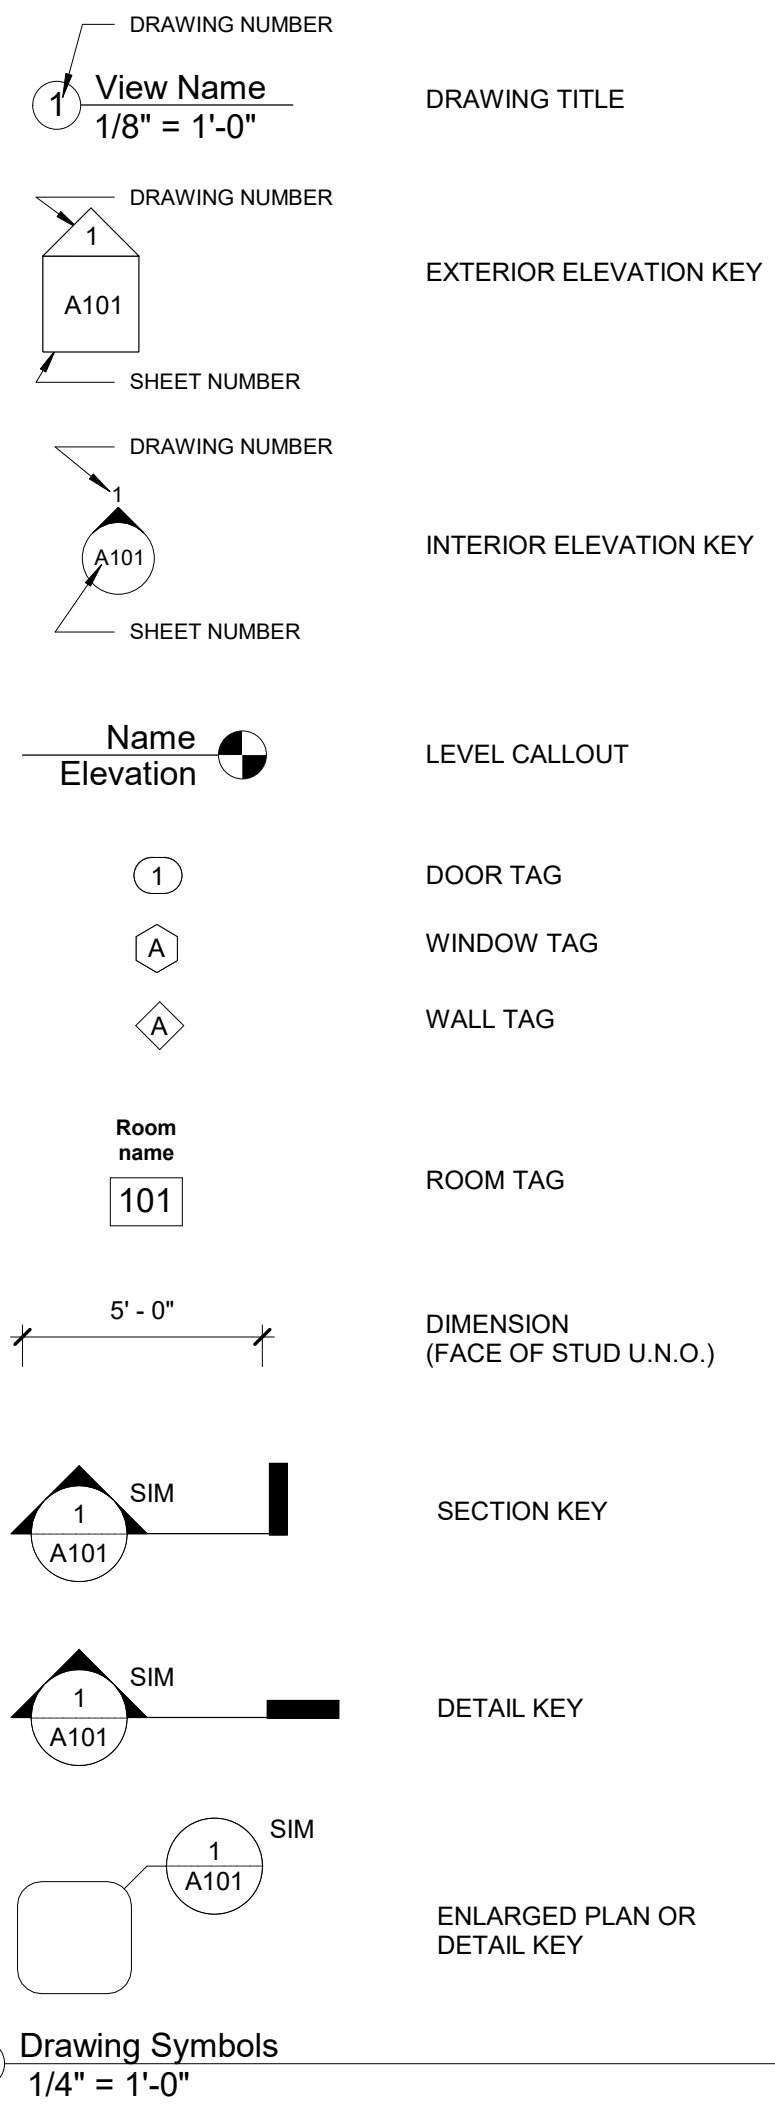 DRAWING NUMBER
1
View Name
1/8" = 1'-0"
DRAWING TITLE
DRAWING NUMBER
1
A101
EXTERIOR ELEVATION KEY
SHEET NUMBER
DRAWING NUMBER
1
A101
INTERIOR ELEVATION KEY
SHEET NUMBER
Name
Elevation
LEVEL CALLOUT
1
DOOR TAG
A
WINDOW TAG
A
WALL TAG
Room
name
101
ROOM TAG
5' - 0"
DIMENSION
(FACE OF STUD U.N.O.)
SIM
1
A101
SECTION KEY
SIM
1
A101
DETAIL KEY
SIM
1
A101
ENLARGED PLAN OR
DETAIL KEY
Drawing Symbols
1/4" = 1'-0"